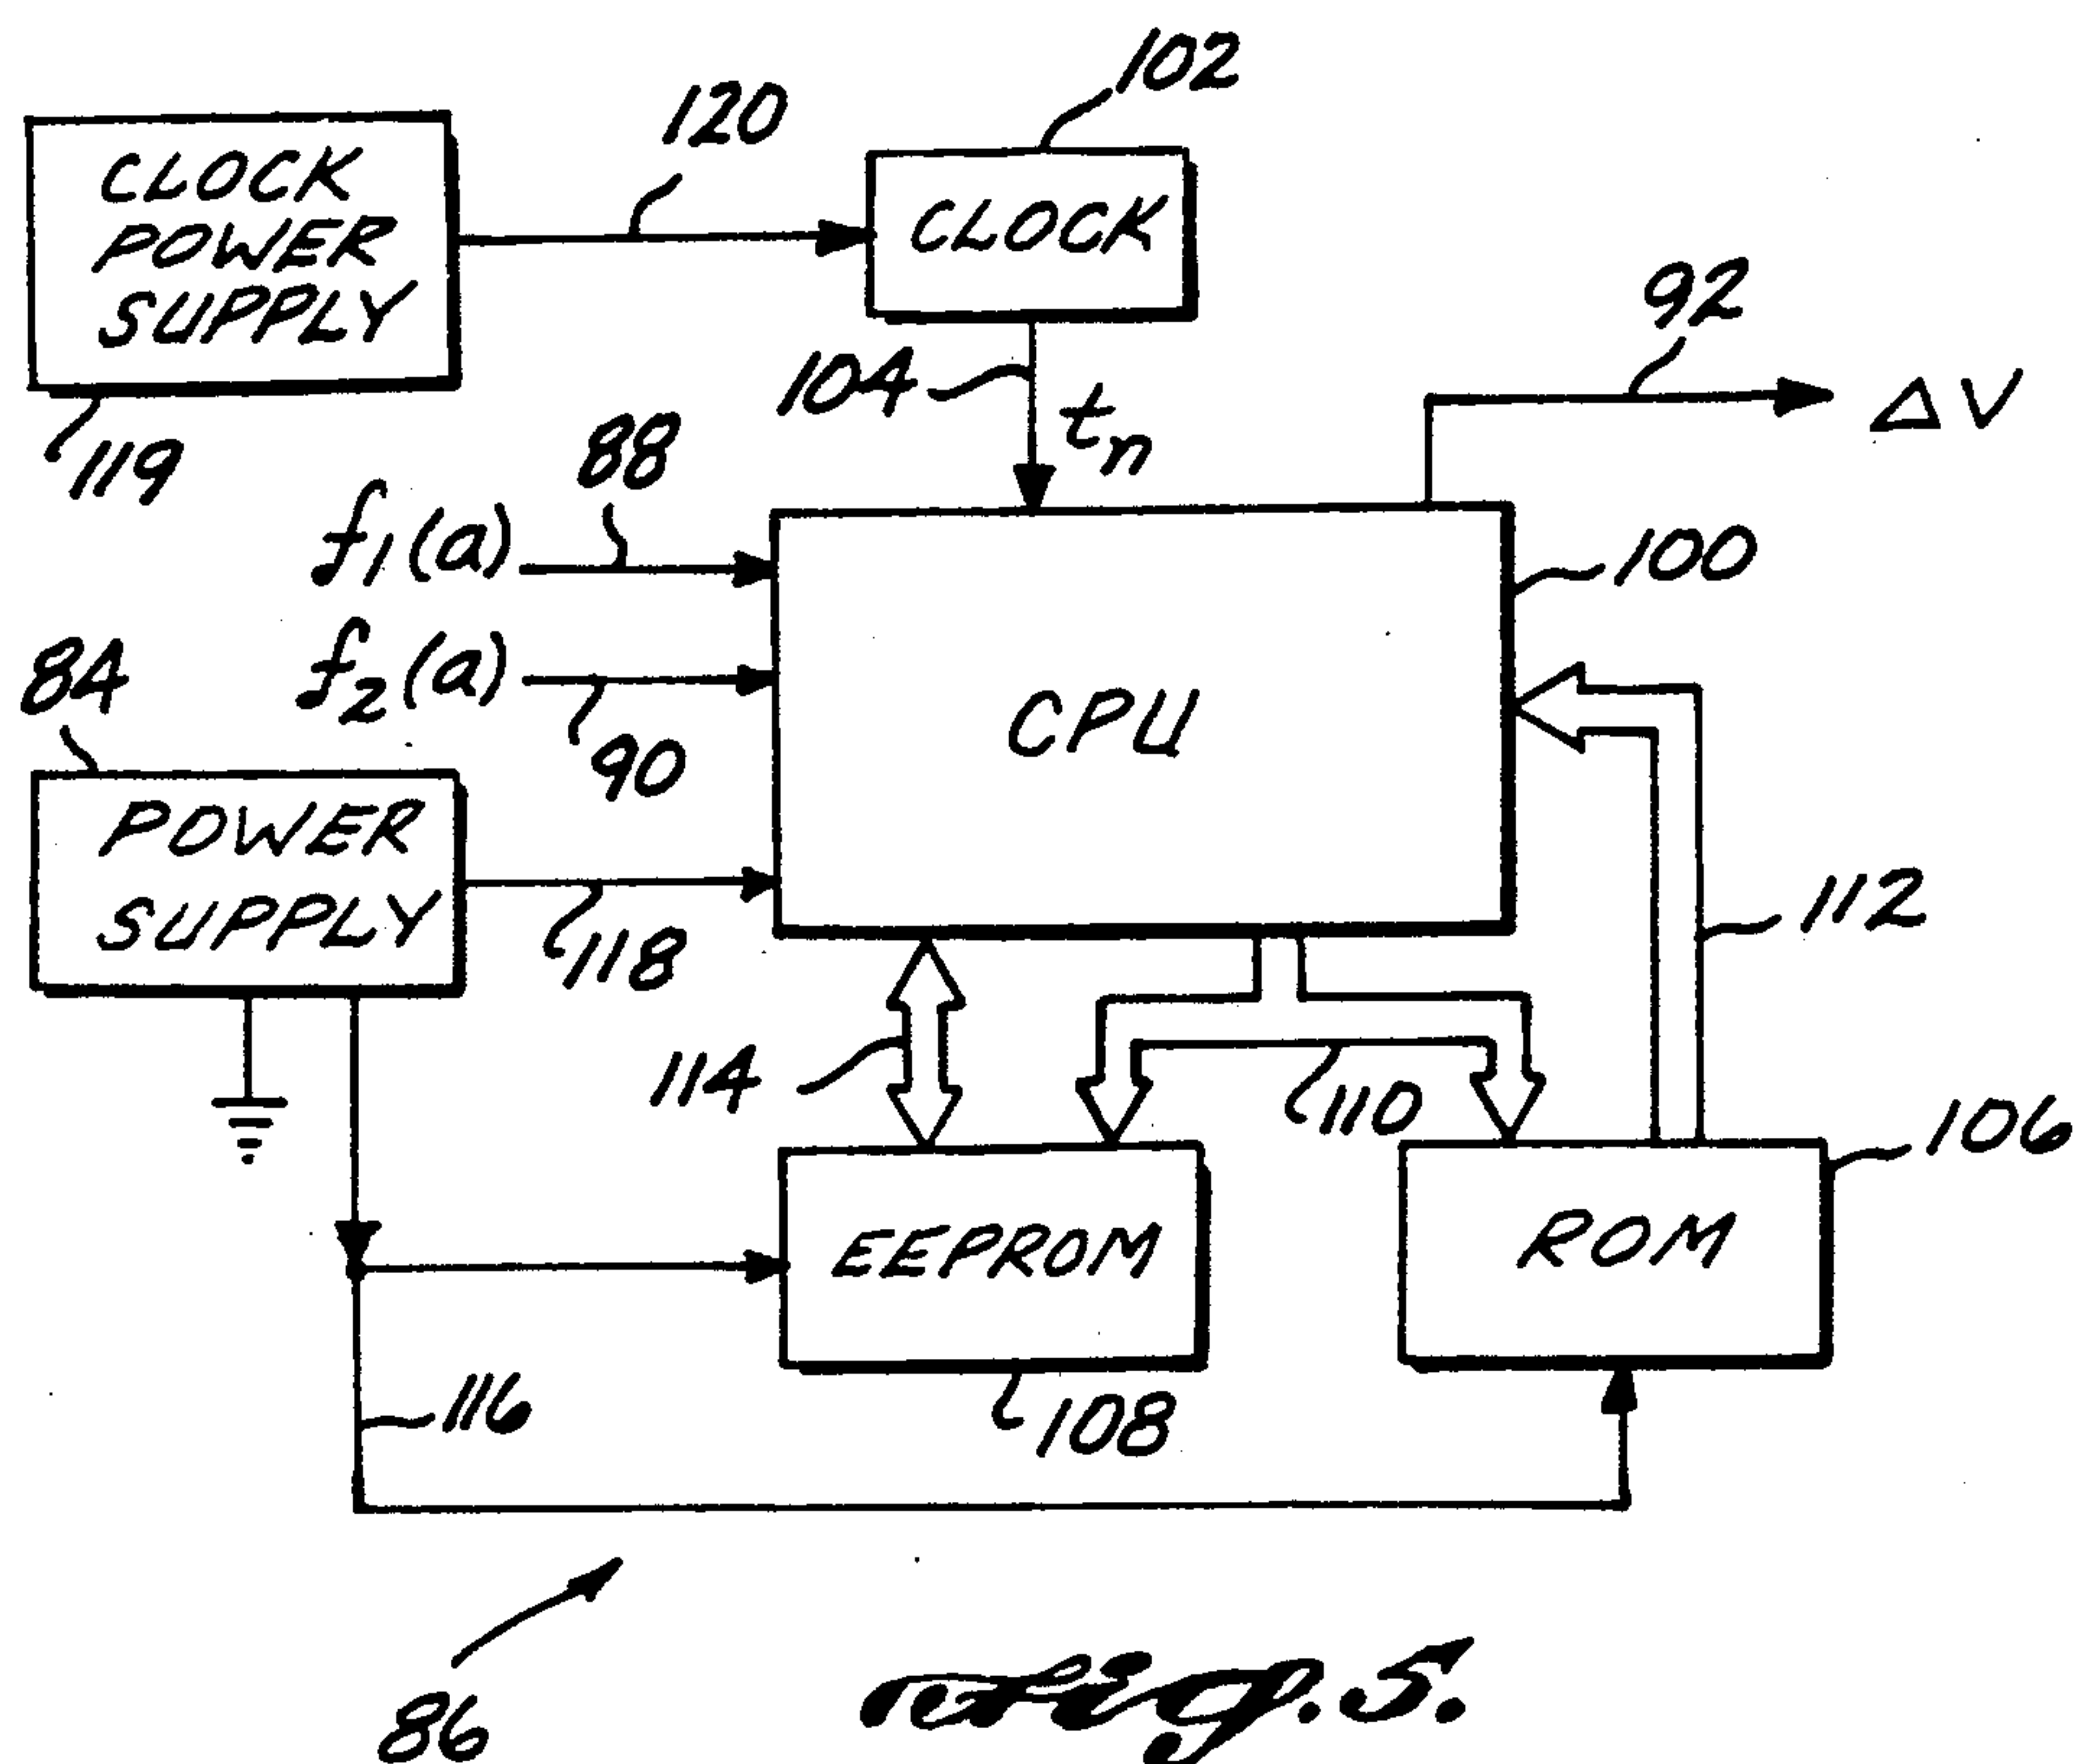 102
120
CLOCK
POWER
SUPPLY
CLOCK
92
104
tₙ
ΔV
119
88
f₁(a)
100
84
f₂(a)
90
CPU
POWER
SUPPLY
118
112
114
110
106
EEPROM
ROM
116
108
86
Fig. 5.